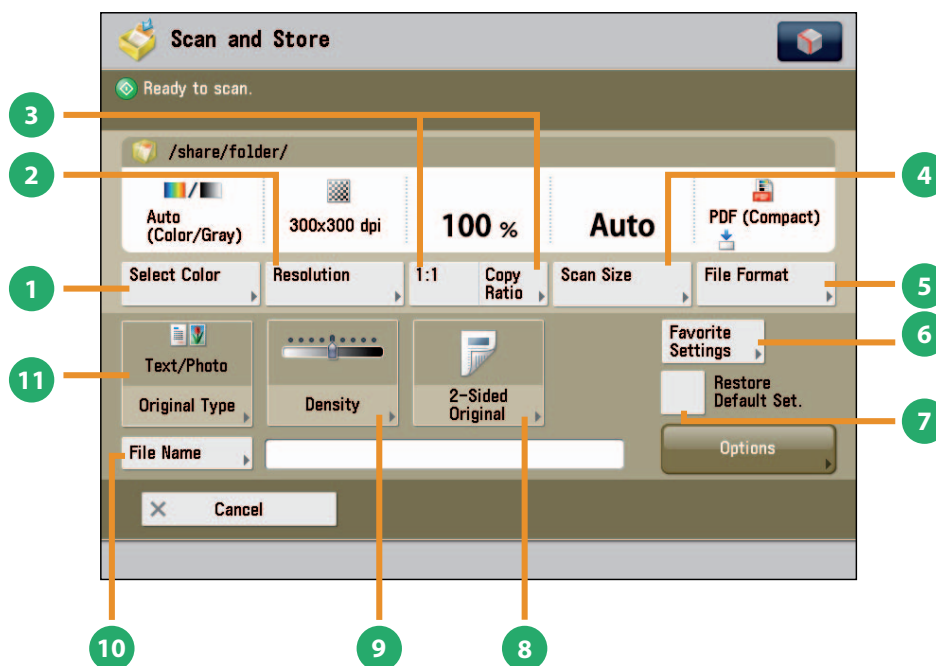 Scan and Store
Ready to scan.
3
/share/folder/
2
4
Auto
(Color/Gray)
300x300 dpi
100 %
Auto
PDF (Compact)
1
Select Color
Resolution
1:1
Copy
Ratio
Scan Size
File Format
5
6
11
Text/Photo
Original Type
Density
2-Sided
Original
Favorite
Settings
Restore
Default Set.
7
File Name
Options
Cancel
10
9
8